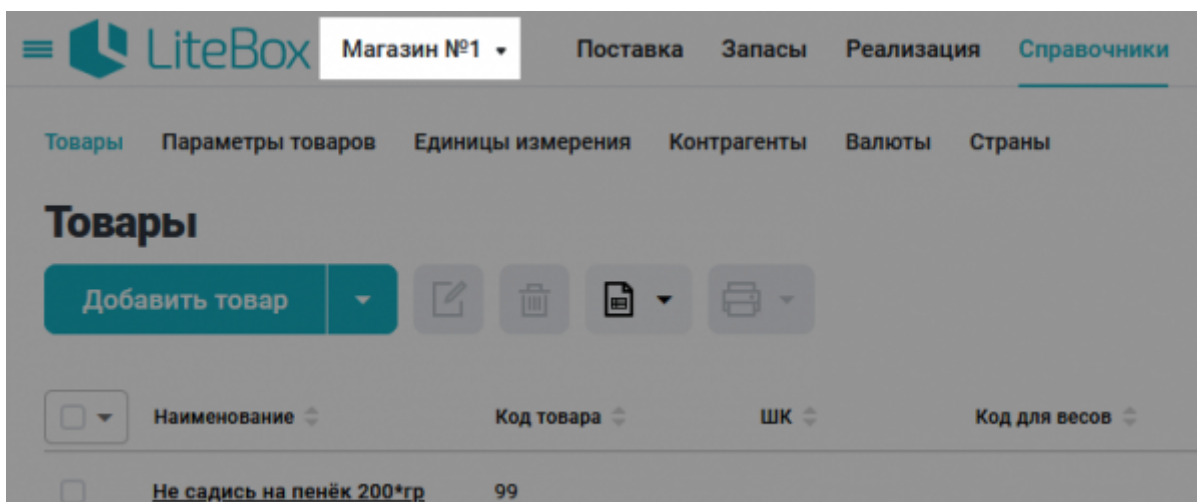 LiteBox Магазин №1 Поставка Запасы Реализация Справочники
Товары Параметры товаров Единицы измерения Контрагенты Валюты Страны
Товары
Добавить товар
Наименование Код товара ШК Код для весов
Не садись на пенёк 200*гр 99